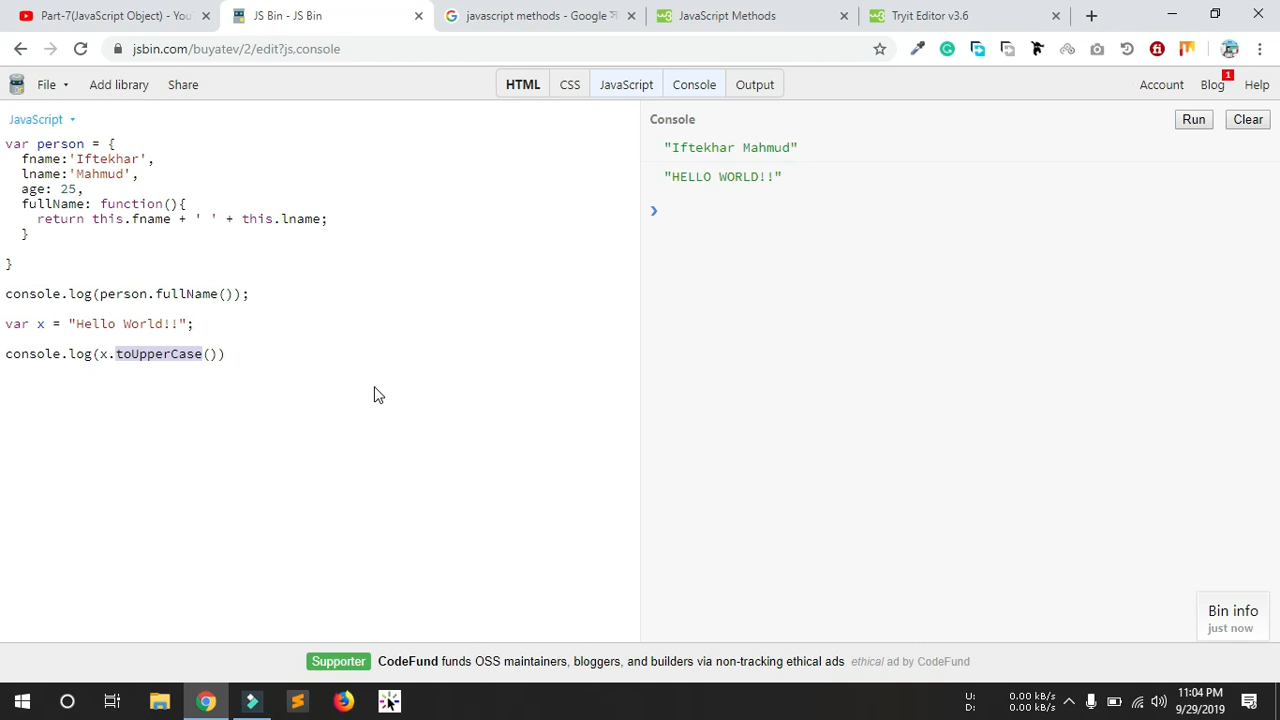 Part-7(JavaScript Object) - You
JS Bin - JS Bin
javascript methods - Google
JavaScript Methods
Tryit Editor v3.6
jsbin.com/buyatev/2/edit?js,console
File
Add library
Share
HTML
CSS
JavaScript
Console
Output
Account
Blog
1
Help
JavaScript
var person = {
fname:'Iftekhar',
lname:'Mahmud',
age: 25,
fullName: function(){
return this.fname + ' ' + this.lname;
}
}
console.log(person.fullName());
var x = "Hello World!!";
console.log(x.toUpperCase())
Console
Run
Clear
"Iftekhar Mahmud"
"HELLO WORLD!!"
Bin info
just now
Supporter CodeFund funds OSS maintainers, bloggers, and builders via non-tracking ethical ads ethical ad by CodeFund
U: 0.00 kB/s
D: 0.00 kB/s
11:04 PM
9/29/2019